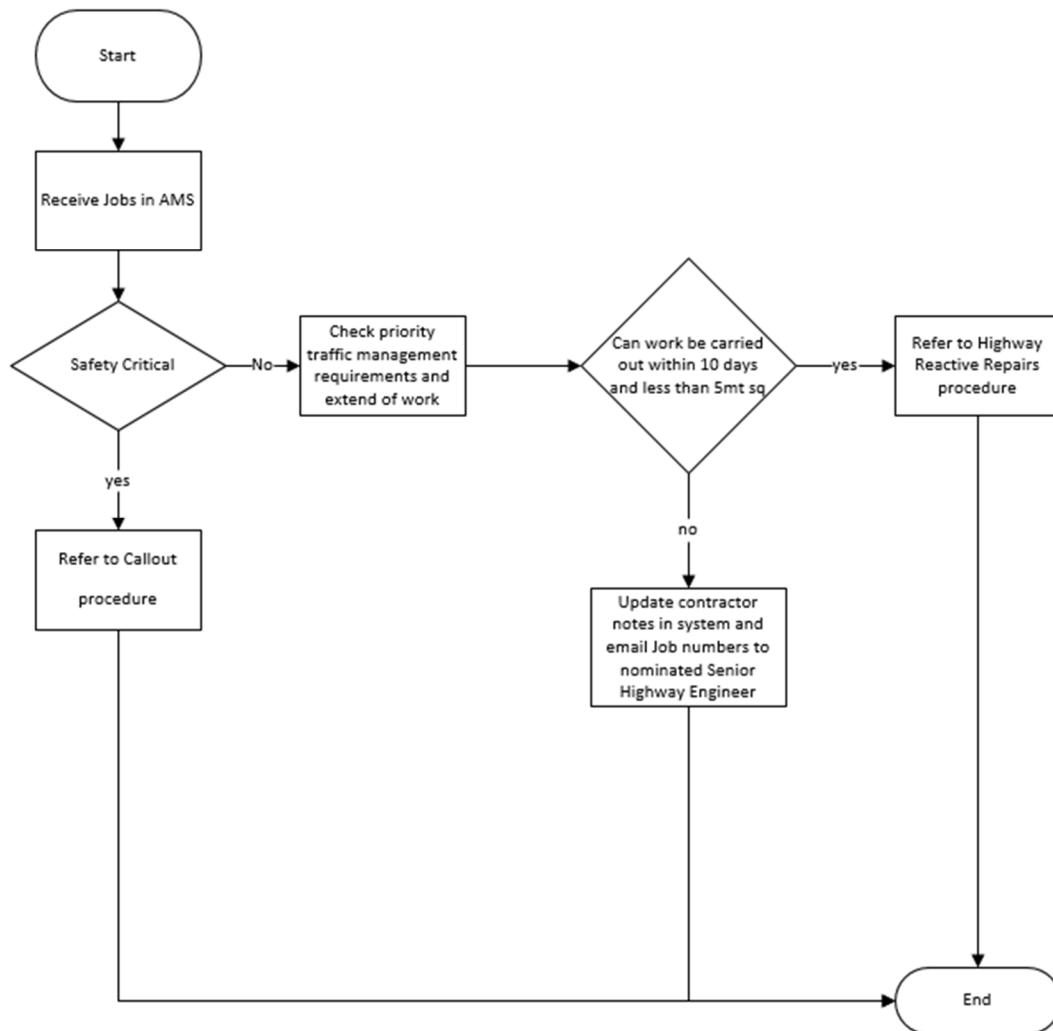 Start
Receive Jobs in AMS
Safety Critical
No
Check priority
traffic management
requirements and
extend of work
Can work be carried
out within 10 days
and less than 5mt sq
yes
Refer to Highway
Reactive Repairs
procedure
yes
Refer to Callout
procedure
no
Update contractor
notes in system and
email Job numbers to
nominated Senior
Highway Engineer
End